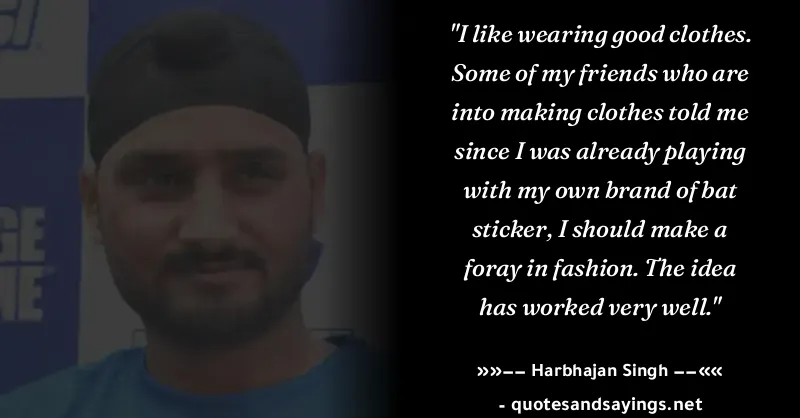 "I like wearing good clothes.
Some of my friends who are
into making clothes told me
since I was already playing
with my own brand of bat
sticker, I should make a
foray in fashion. The idea
has worked very well."
»»-- Harbhajan Singh --««
- quotesandsayings.net
GE
ME